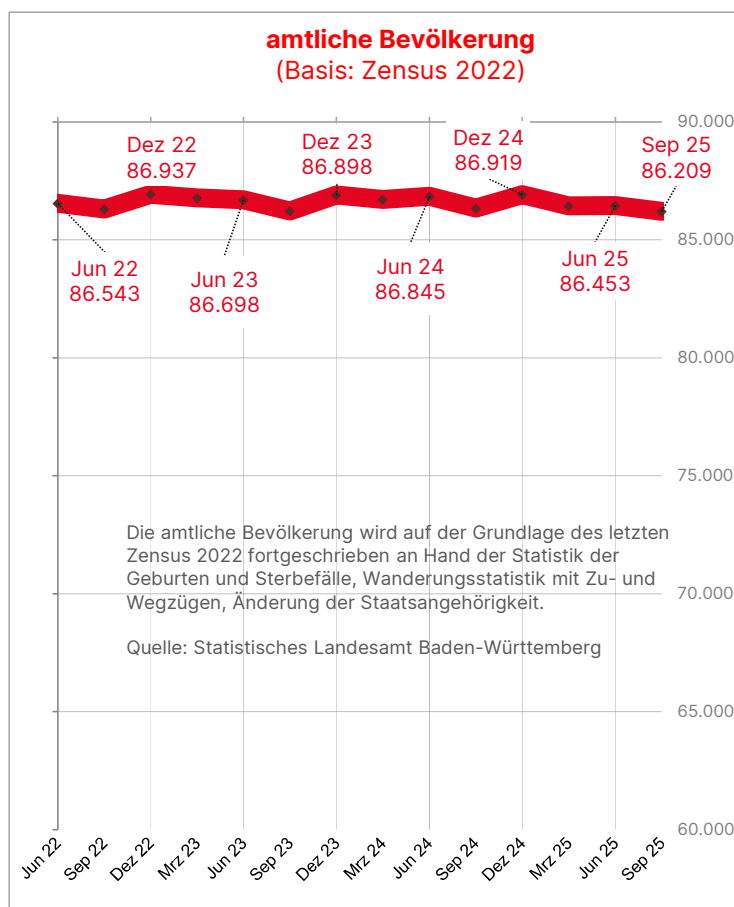 amtliche Bevölkerung
(Basis: Zensus 2022)
90.000
Dez 22
86.937
Dez 23
86.898
Dez 24
86.919
Sep 25
86.209
85.000
Jun 22
86.543
Jun 23
86.698
Jun 24
86.845
Jun 25
86.453
80.000
75.000
Die amtliche Bevölkerung wird auf der Grundlage des letzten
Zensus 2022 fortgeschrieben an Hand der Statistik der
Geburten und Sterbefälle, Wanderungsstatistik mit Zu- und
Wegzügen, Änderung der Staatsangehörigkeit.
70.000
Quelle: Statistisches Landesamt Baden-Württemberg
65.000
60.000
Jun 22
Sep 22
Dez 22
Mrz 23
Jun 23
Sep 23
Dez 23
Mrz 24
Jun 24
Sep 24
Dez 24
Mrz 25
Jun 25
Sep 25